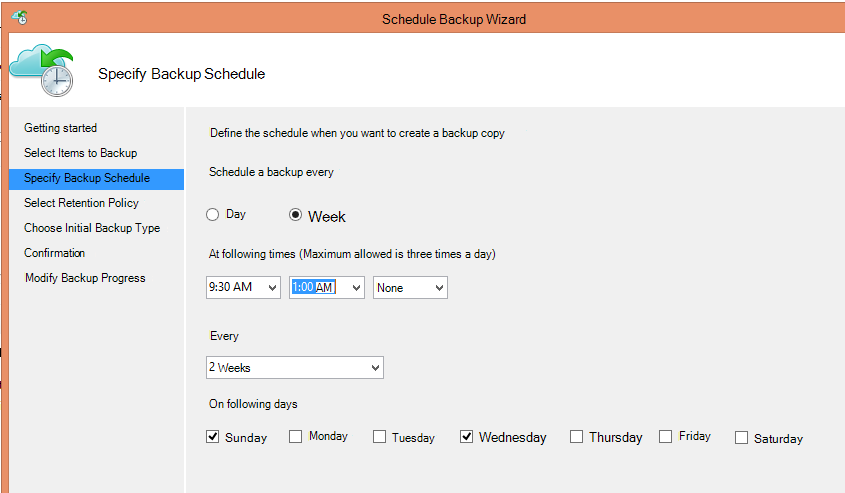 Schedule Backup Wizard
Specify Backup Schedule
Getting started
Select Items to Backup
Specify Backup Schedule
Select Retention Policy
Choose Initial Backup Type
Confirmation
Modify Backup Progress
Define the schedule when you want to create a backup copy
Schedule a backup every
Day Week
At following times (Maximum allowed is three times a day)
9:30 AM 1:00 AM None
Every
2 Weeks
On following days
Sunday Monday Tuesday Wednesday Thursday Friday Saturday